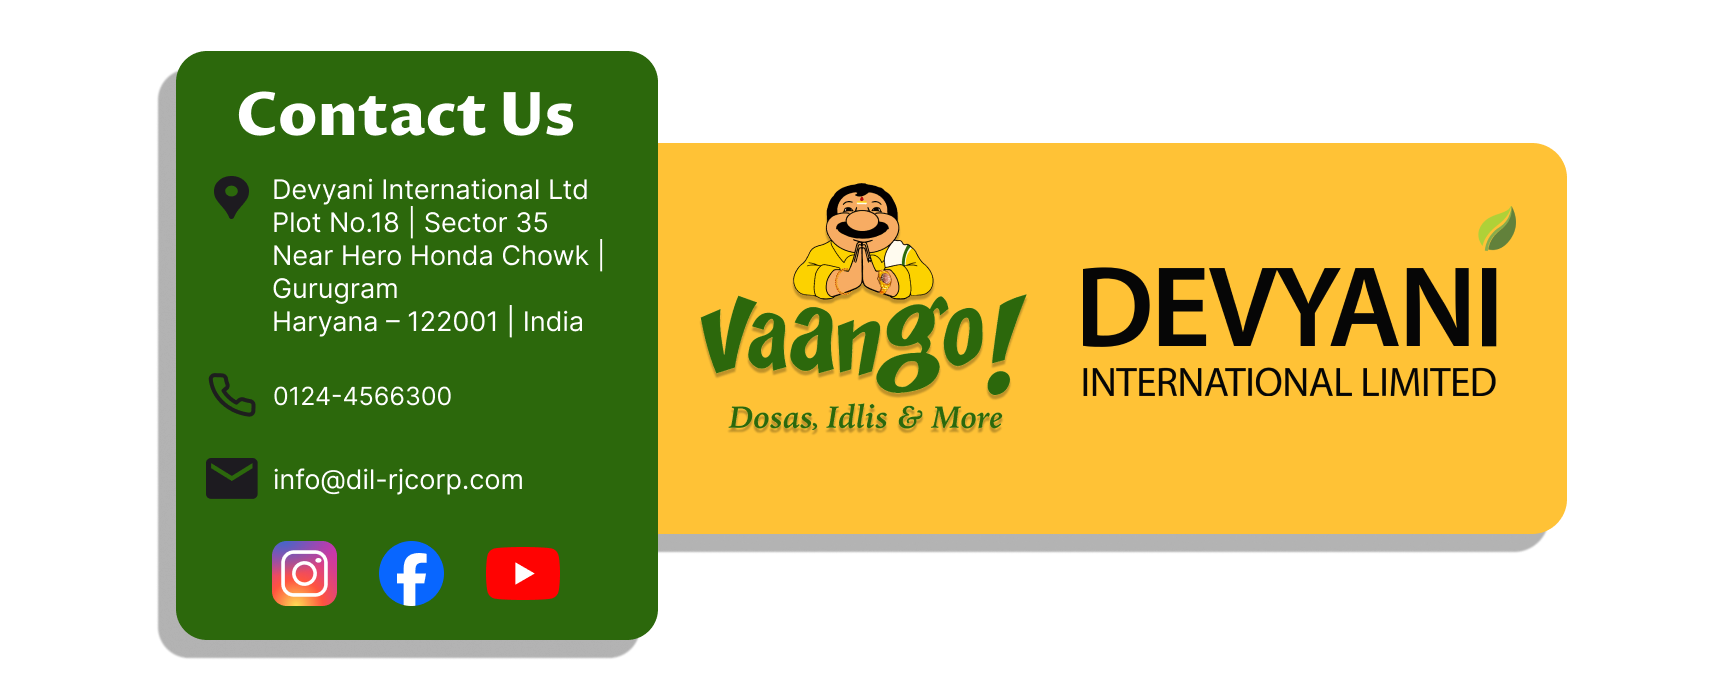 Contact Us
Devyani International Ltd
Plot No.18 | Sector 35
Near Hero Honda Chowk |
Gurugram
Haryana – 122001 | India
0124-4566300
info@dil-rjcorp.com
Vaango!
Dosas, Idlis & More
DEVYANI
INTERNATIONAL LIMITED